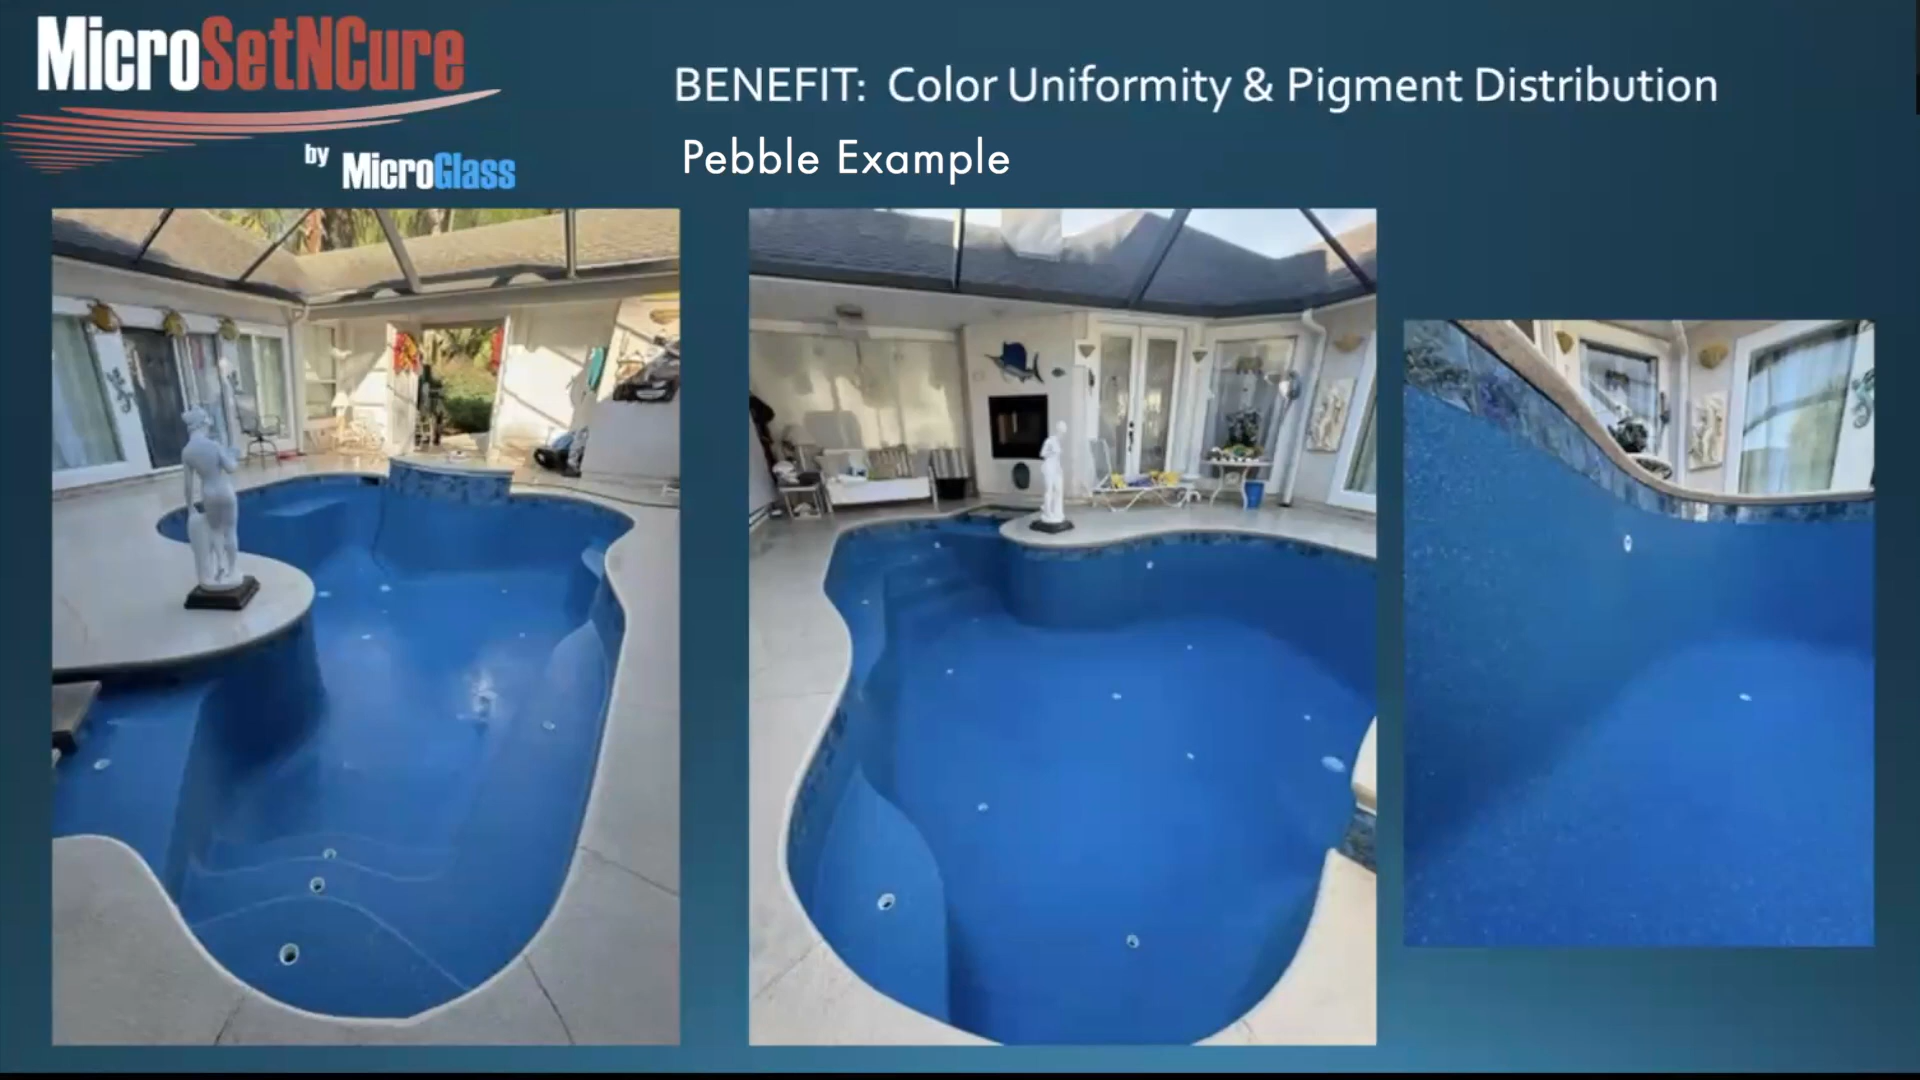 MicroSetNCure
by MicroGlass
BENEFIT: Color Uniformity & Pigment Distribution
Pebble Example